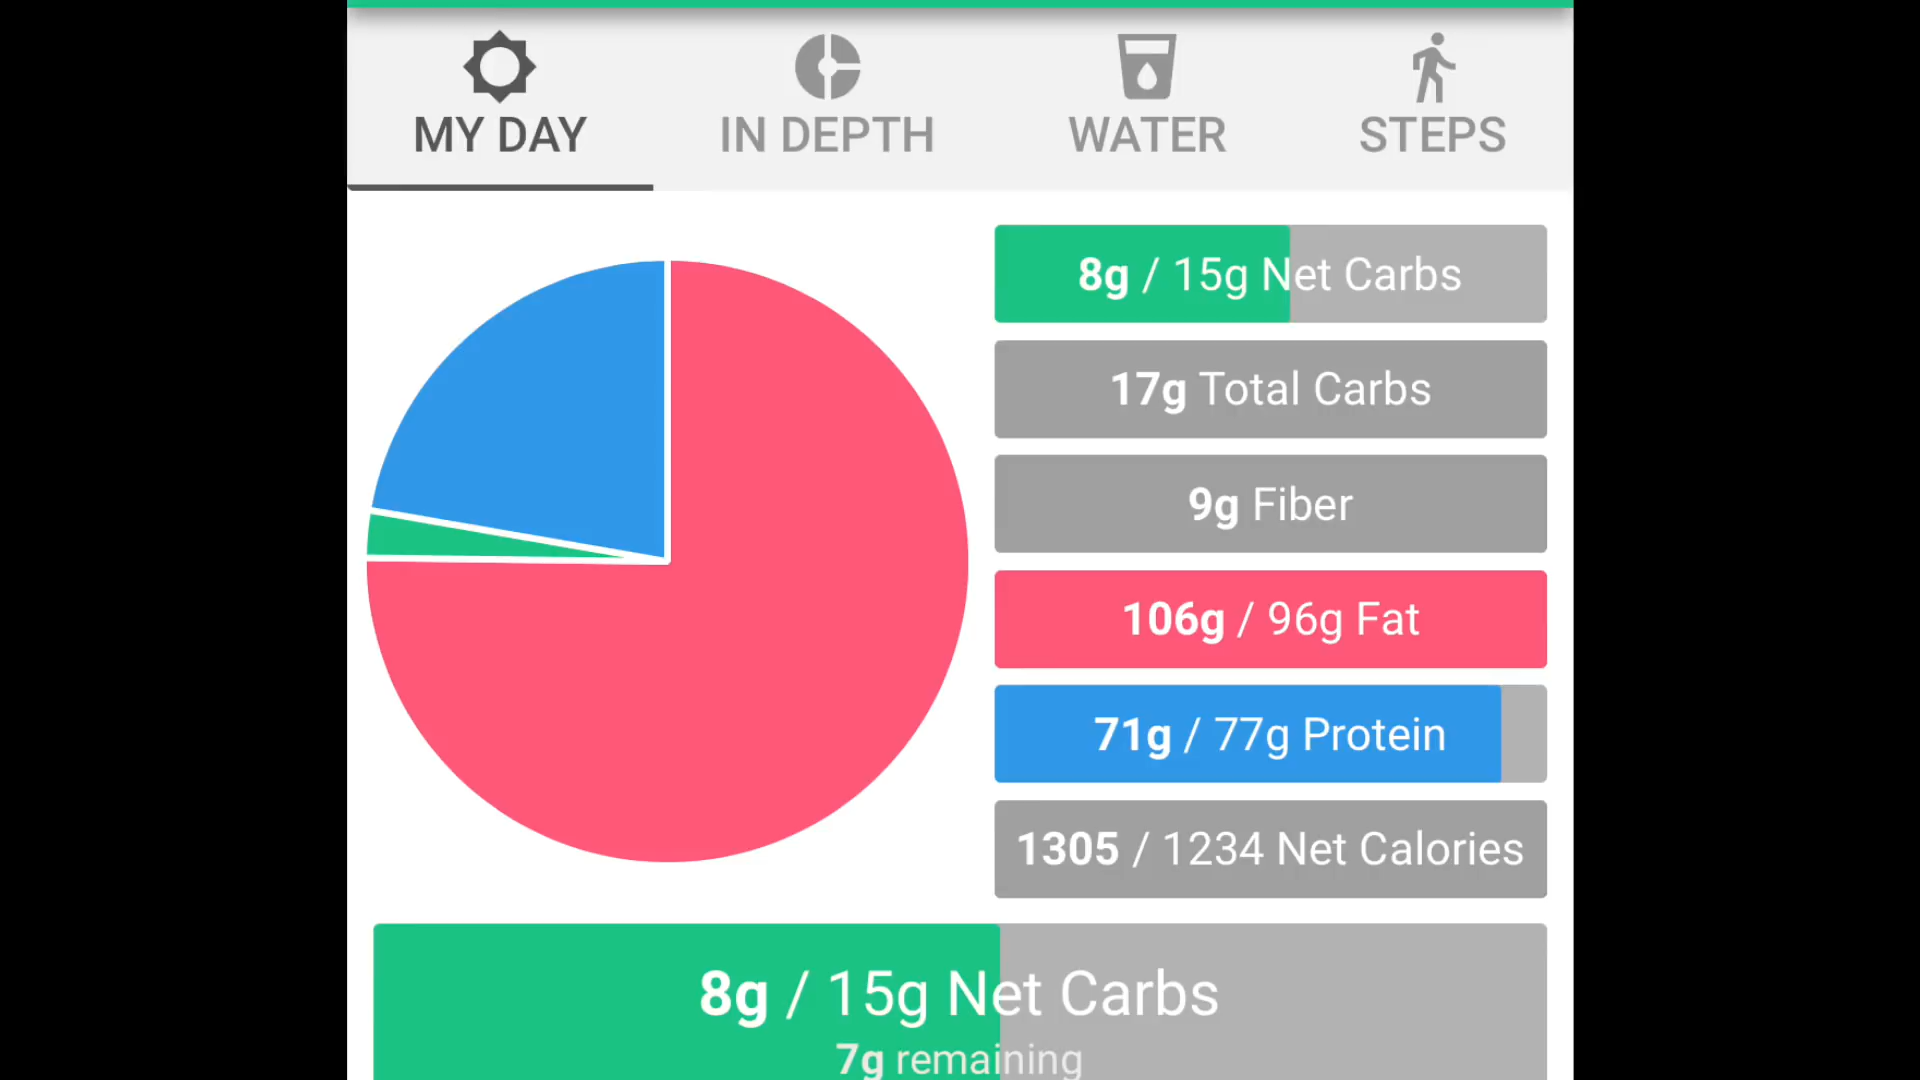 MY DAY
IN DEPTH
WATER
STEPS
8g / 15g Net Carbs
17g Total Carbs
9g Fiber
106g / 96g Fat
71g / 77g Protein
1305 / 1234 Net Calories
8g / 15g Net Carbs
7g remaining